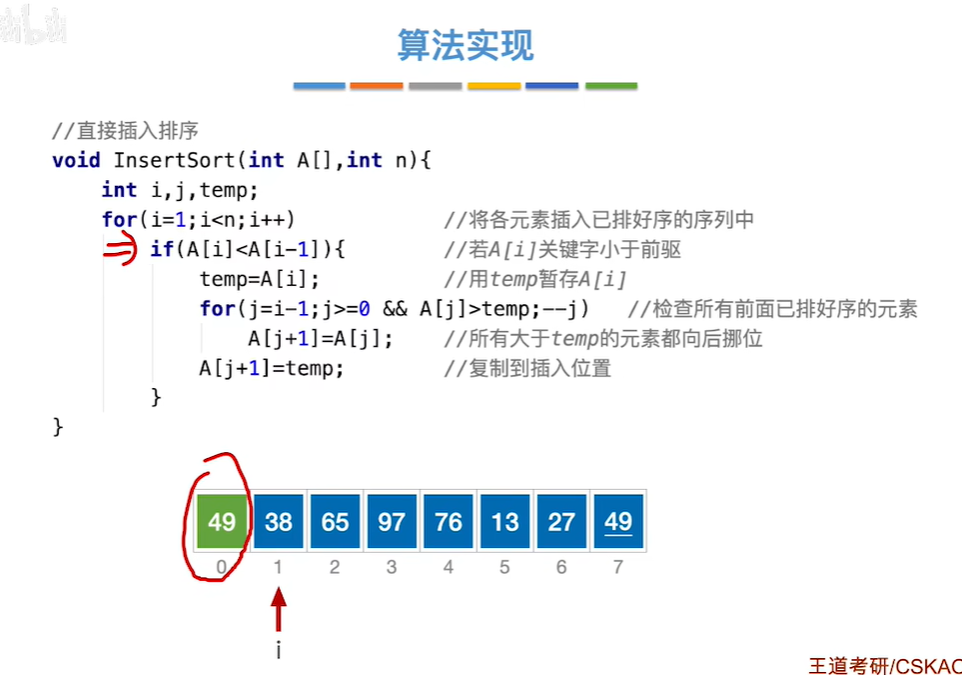 算法实现
//直接插入排序
void InsertSort(int A[],int n){
int i,j,temp;
for(i=1;i<n;i++) //将各元素插入已排好序的序列中
if(A[i]<A[i-1]){ //若A[i]关键字小于前驱
temp=A[i]; //用temp暂存A[i]
for(j=i-1;j>=0 && A[j]>temp;--j) //检查所有前面已排好序的元素
A[j+1]=A[j]; //所有大于temp的元素都向后挪位
A[j+1]=temp; //复制到插入位置
}
}
49 38 65 97 76 13 27 49
0 1 2 3 4 5 6 7
i
王道考研/CSKAO